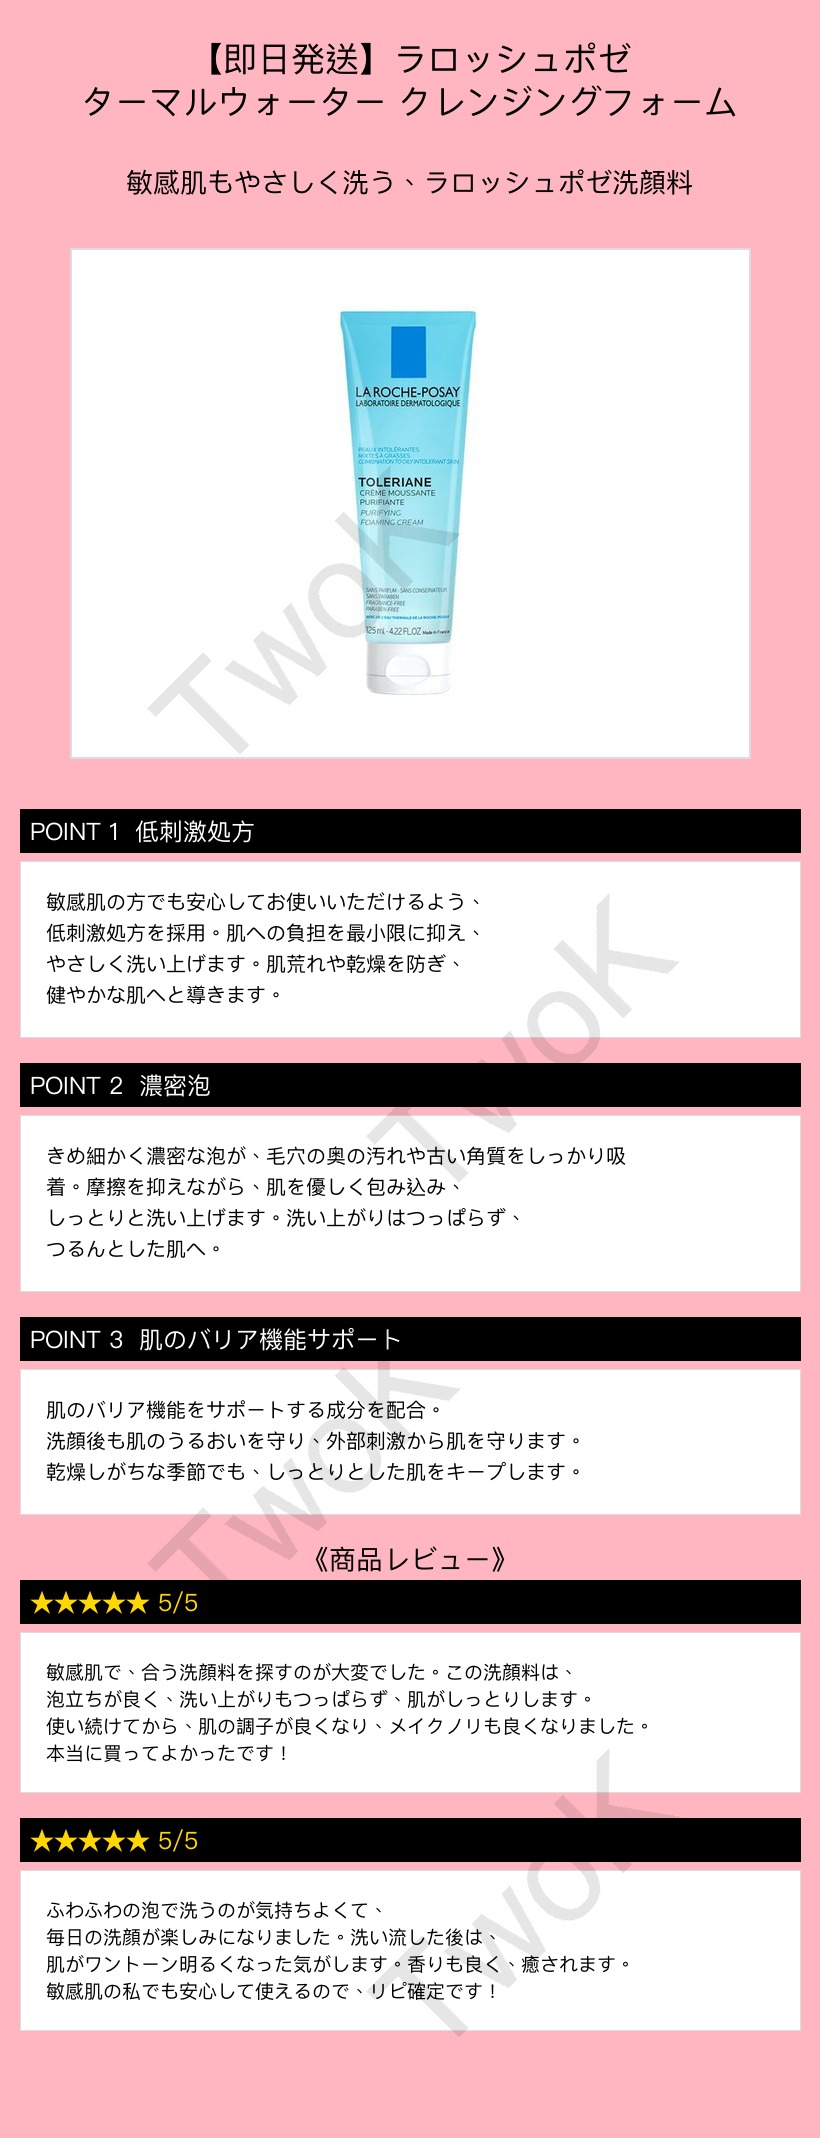 【即日発送】ラロッシュポゼ
ターマルウォーター クレンジングフォーム
敏感肌もやさしく洗う、ラロッシュポゼ洗顔料
LA ROCHE-POSAY
LABORATOIRE DERMATOLOGIQUE
PEAUX INTOLÉRANTES
MIXTES À GRASSES
COMBINATION TO OILY INTOLERANT SKIN
TOLERIANE
CRÈME MOUSSANTE
PURIFIANTE
PURIFYING
FOAMING CREAM
SANS PARFUM - SANS CONSERVATEUR
SANS PARABEN
FRAGRANCE-FREE
PARABEN-FREE
AVEC DE L'EAU THERMALE DE LA ROCHE-POSAY
125 ml - 4.22 FL.OZ Made in France
TwoK
POINT 1 低刺激処方
敏感肌の方でも安心してお使いいただけるよう、
低刺激処方を採用。肌への負担を最小限に抑え、
やさしく洗い上げます。肌荒れや乾燥を防ぎ、
健やかな肌へと導きます。
TwoK
POINT 2 濃密泡
きめ細かく濃密な泡が、毛穴の奥の汚れや古い角質をしっかり吸
着。摩擦を抑えながら、肌を優しく包み込み、
しっとりと洗い上げます。洗い上がりはつっぱらず、
つるんとした肌へ。
POINT 3 肌のバリア機能サポート
肌のバリア機能をサポートする成分を配合。
洗顔後も肌のうるおいを守り、外部刺激から肌を守ります。
乾燥しがちな季節でも、しっとりとした肌をキープします。
TwoK
《商品レビュー》
★★★★★ 5/5
敏感肌で、合う洗顔料を探すのが大変でした。この洗顔料は、
泡立ちが良く、洗い上がりもつっぱらず、肌がしっとりします。
使い続けてから、肌の調子が良くなり、メイクノリも良くなりました。
本当に買ってよかったです！
★★★★★ 5/5
ふわふわの泡で洗うのが気持ちよくて、
毎日の洗顔が楽しみになりました。洗い流した後は、
肌がワントーン明るくなった気がします。香りも良く、癒されます。
敏感肌の私でも安心して使えるので、リピ確定です！
TwoK